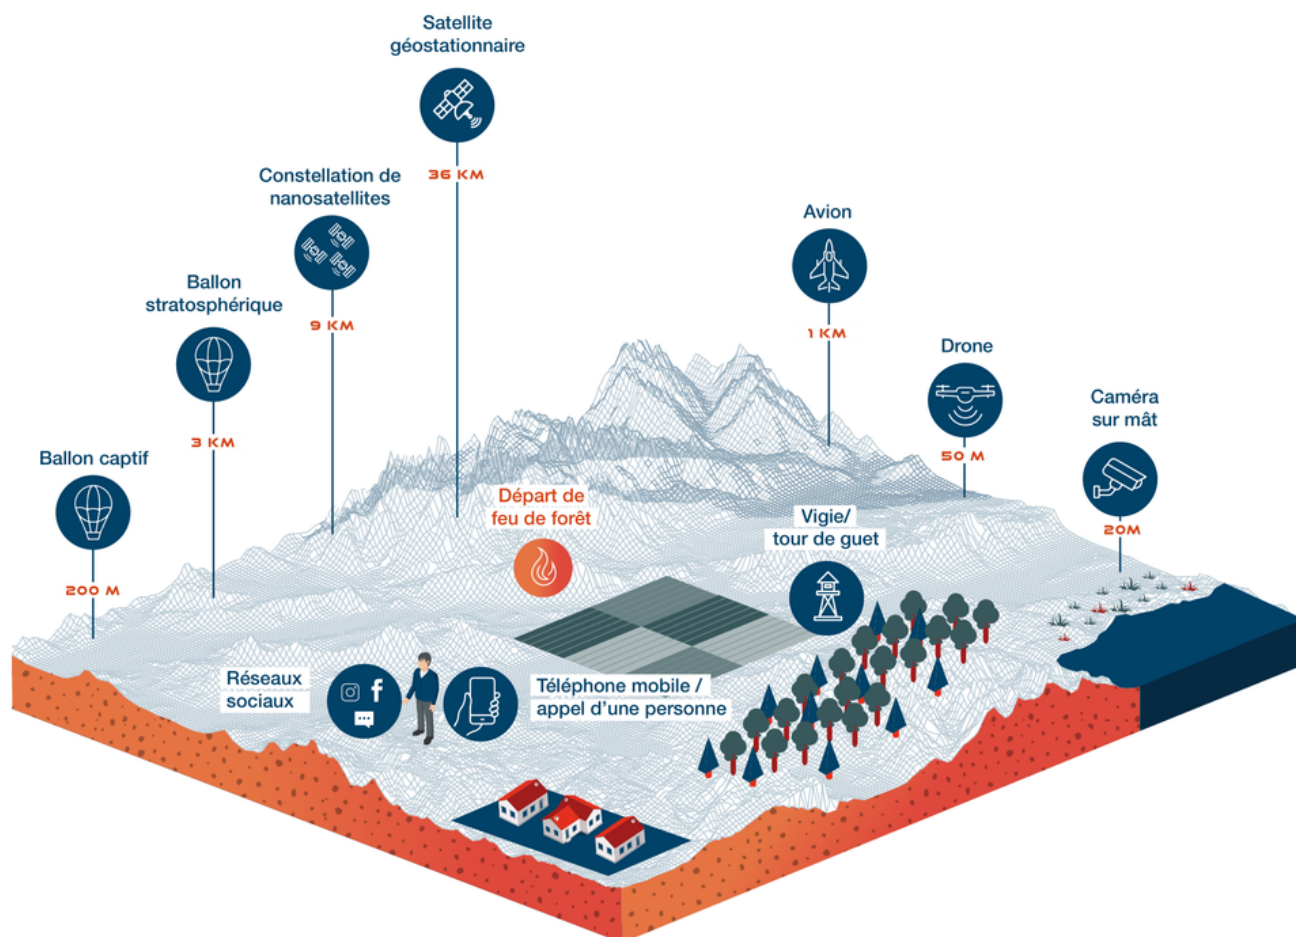 Satellite
géostationnaire
36 KM
Constellation de
nanosatellites
9 KM
Avion
1 KM
Ballon
stratosphérique
3 KM
Drone
50 M
Caméra
sur mât
20M
Ballon captif
200 M
Départ de
feu de forêt
Vigie/
tour de guet
Réseaux
sociaux
Téléphone mobile /
appel d'une personne